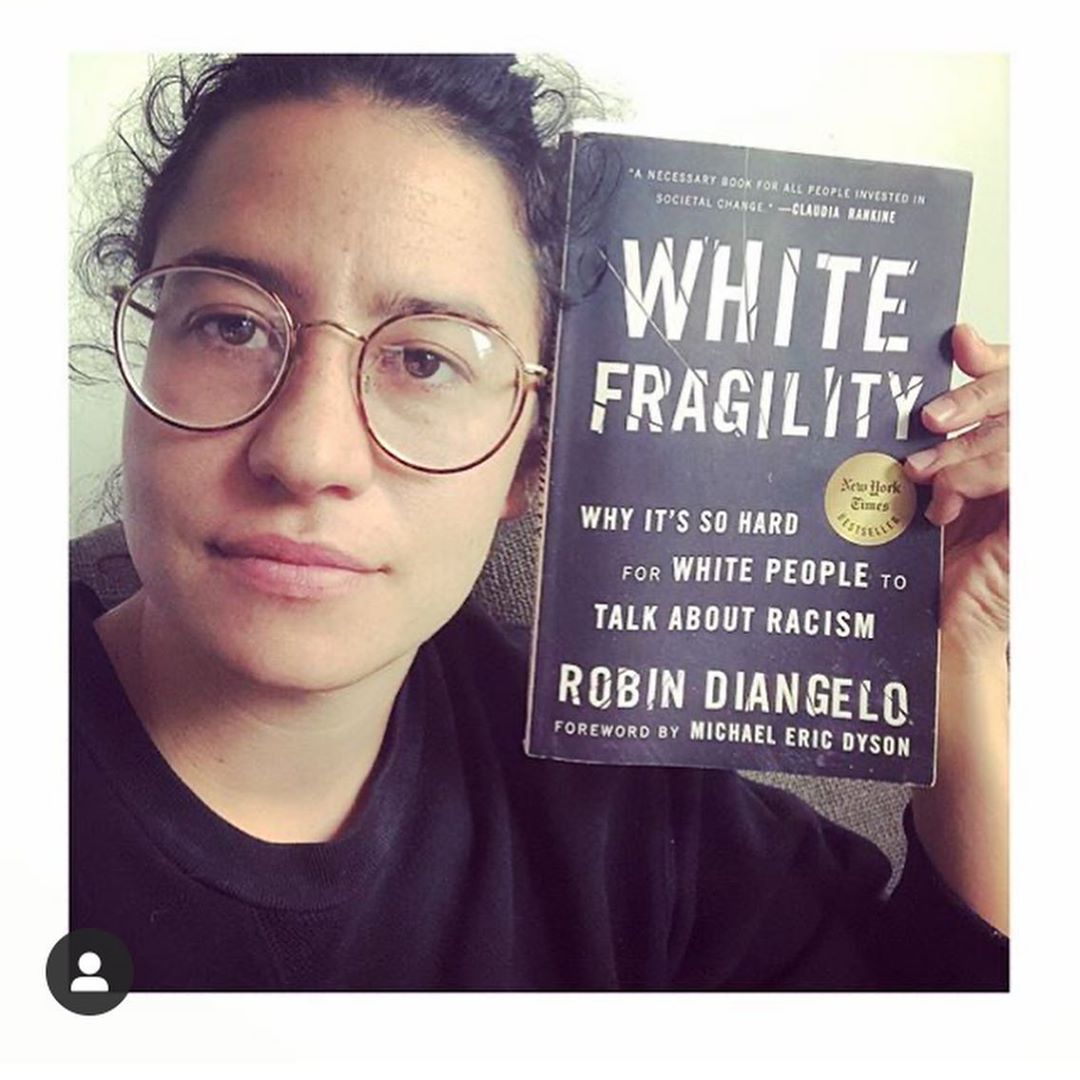 "A NECESSARY BOOK FOR ALL PEOPLE INVESTED IN
SOCIETAL CHANGE." —CLAUDIA RANKINE
WHITE
FRAGILITY
New York
Times
BESTSELLER
WHY IT'S SO HARD
FOR WHITE PEOPLE TO
TALK ABOUT RACISM
ROBIN DIANGELO
FOREWORD BY MICHAEL ERIC DYSON